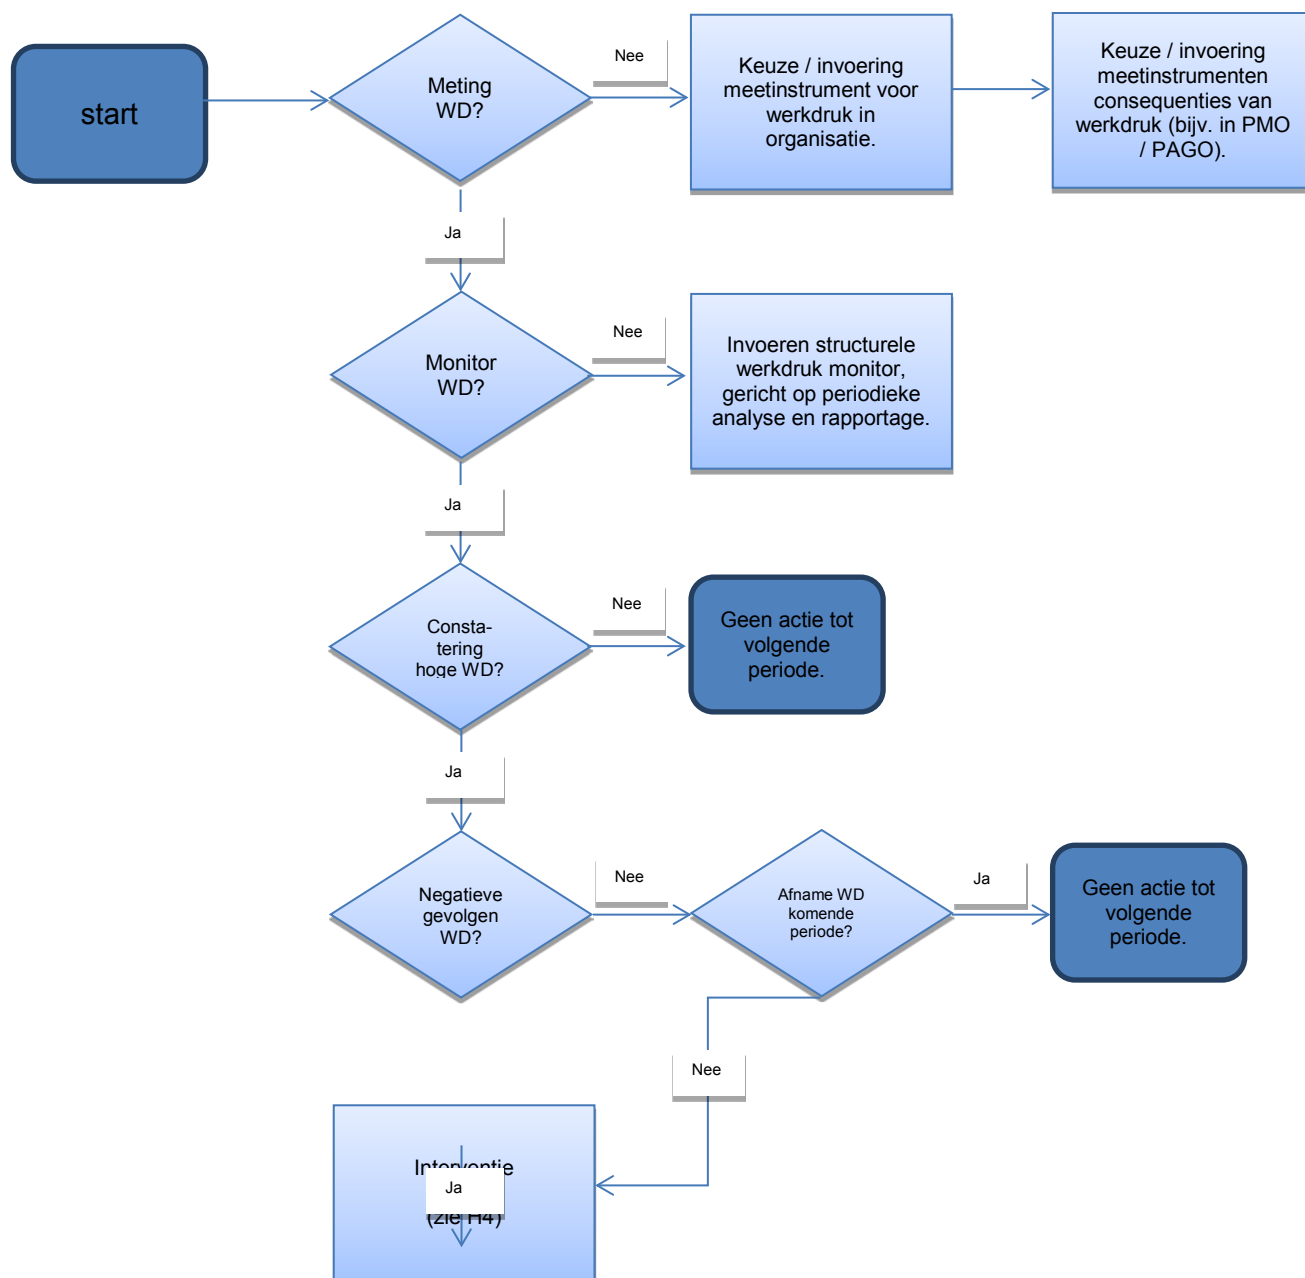 start
Meting
WD?
Nee
Keuze / invoering
meetinstrument voor
werkdruk in
organisatie.
Keuze / invoering
meetinstrumenten
consequenties van
werkdruk (bijv. in PMO
/ PAGO).
Ja
Monitor
WD?
Nee
Invoeren structurele
werkdruk monitor,
gericht op periodieke
analyse en rapportage.
Ja
Consta-
tering
hoge WD?
Nee
Geen actie tot
volgende
periode.
Ja
Negatieve
gevolgen
WD?
Nee
Afname WD
komende
periode?
Ja
Geen actie tot
volgende
periode.
Nee
Interventie
Ja
(zie H4)